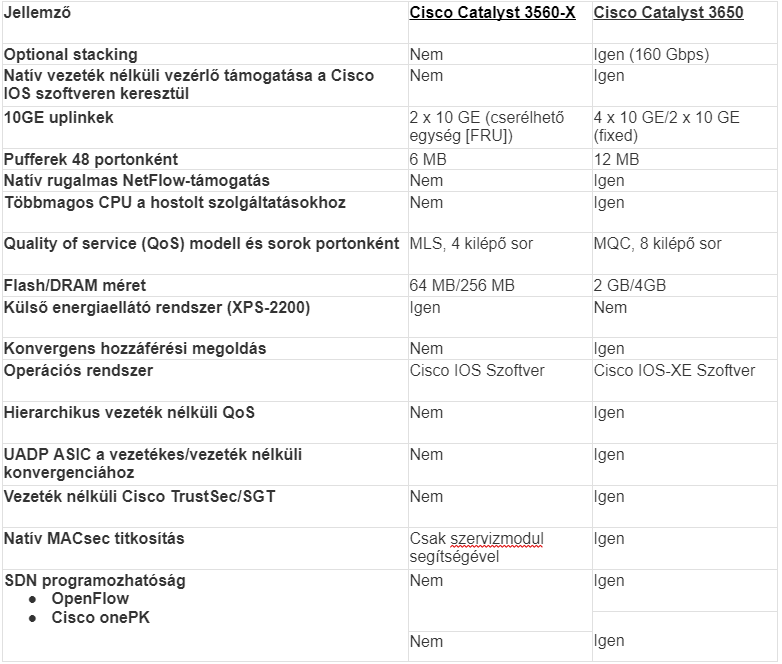 Jellemző Cisco Catalyst 3560-X Cisco Catalyst 3650
Optional stacking Nem Igen (160 Gbps)
Natív vezeték nélküli vezérlő támogatása a Cisco Nem Igen
IOS szoftveren keresztül
10GE uplinkek 2 x 10 GE (cserélhető 4 x 10 GE/2 x 10 GE
egység [FRU]) (fixed)
Pufferek 48 portonként 6 MB 12 MB
Natív rugalmas NetFlow-támogatás Nem Igen
Többmagos CPU a hostolt szolgáltatásokhoz Nem Igen
Quality of service (QoS) modell és sorok portonként MLS, 4 kilépő sor MQC, 8 kilépő sor
Flash/DRAM méret 64 MB/256 MB 2 GB/4GB
Külső energiaellátó rendszer (XPS-2200) Igen Nem
Konvergens hozzáférési megoldás Nem Igen
Operációs rendszer Cisco IOS Szoftver Cisco IOS-XE Szoftver
Hierarchikus vezeték nélküli QoS Nem Igen
UADP ASIC a vezetékes/vezeték nélküli Nem Igen
konvergenciához
Vezeték nélküli Cisco TrustSec/SGT Nem Igen
Natív MACsec titkosítás Csak szervizmodul Igen
segítségével
SDN programozhatóság Nem Igen
● OpenFlow
● Cisco onePK
Nem Igen